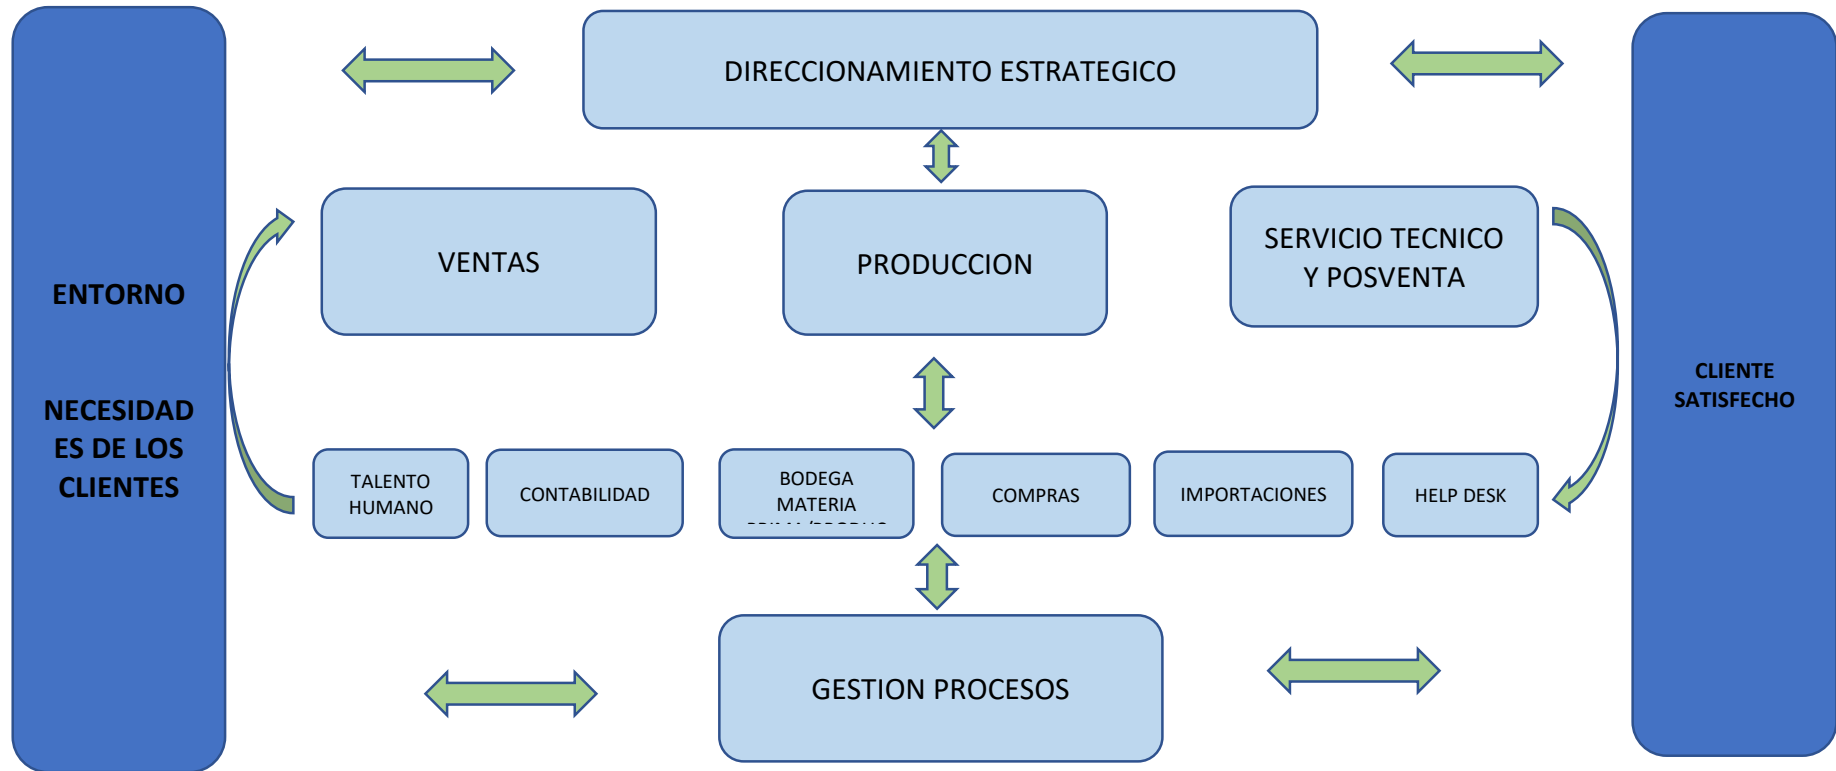 DIRECCIONAMIENTO ESTRATEGICO
VENTAS
PRODUCCION
SERVICIO TECNICO
Y POSVENTA
ENTORNO
NECESIDAD
ES DE LOS
CLIENTES
CLIENTE
SATISFECHO
TALENTO
HUMANO
CONTABILIDAD
BODEGA
MATERIA
COMPRAS
IMPORTACIONES
HELP DESK
GESTION PROCESOS